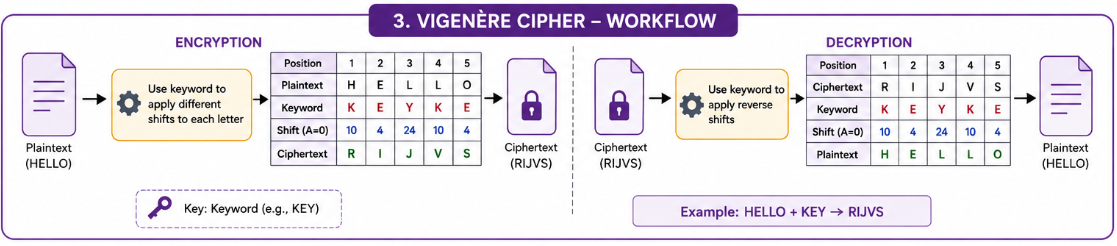 3. VIGENÈRE CIPHER – WORKFLOW
ENCRYPTION
Plaintext
(HELLO)
Use keyword to
apply different
shifts to each letter
Position 1 2 3 4 5
Plaintext H E L L O
Keyword K E Y K E
Shift (A=0) 10 4 24 10 4
Ciphertext R I J V S
Ciphertext
(RIJVS)
Key: Keyword (e.g., KEY)
DECRYPTION
Ciphertext
(RIJVS)
Use keyword to
apply reverse
shifts
Position 1 2 3 4 5
Ciphertext R I J V S
Keyword K E Y K E
Shift (A=0) 10 4 24 10 4
Plaintext H E L L O
Plaintext
(HELLO)
Example: HELLO + KEY → RIJVS